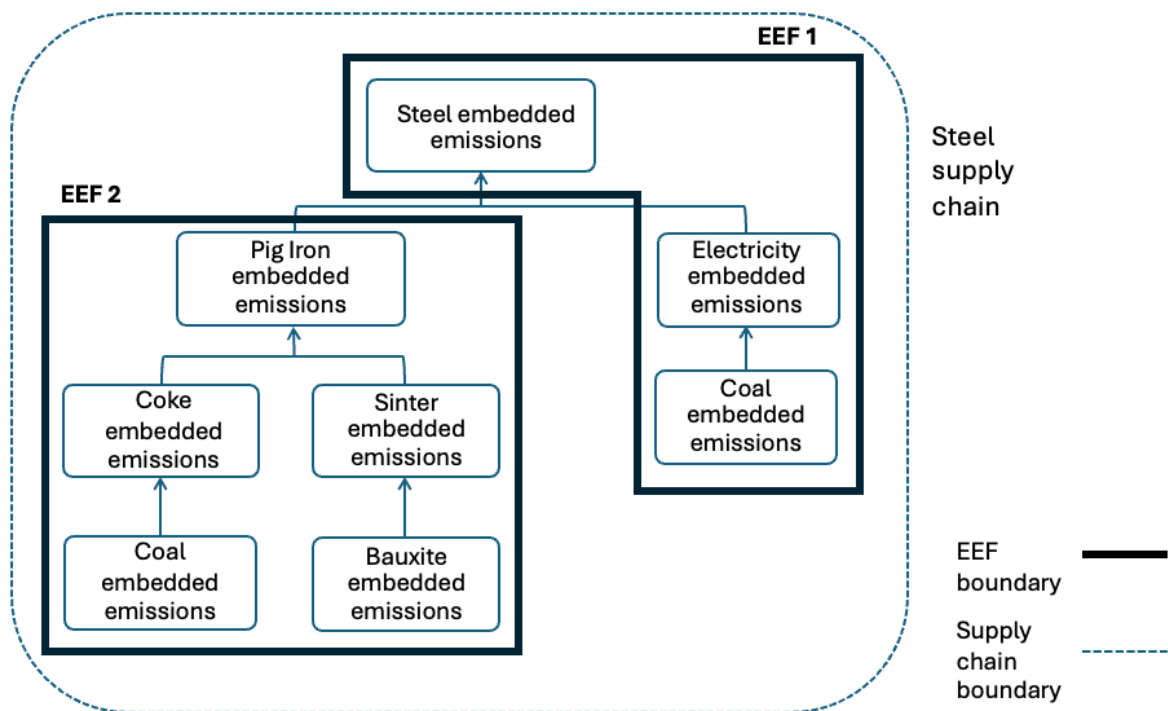 EEF 1
Steel embedded
emissions
Steel
supply
chain
EEF 2
Pig Iron
embedded
emissions
Electricity
embedded
emissions
Coke
embedded
emissions
Sinter
embedded
emissions
Coal
embedded
emissions
Coal
embedded
emissions
Bauxite
embedded
emissions
EEF
boundary
Supply
chain
boundary